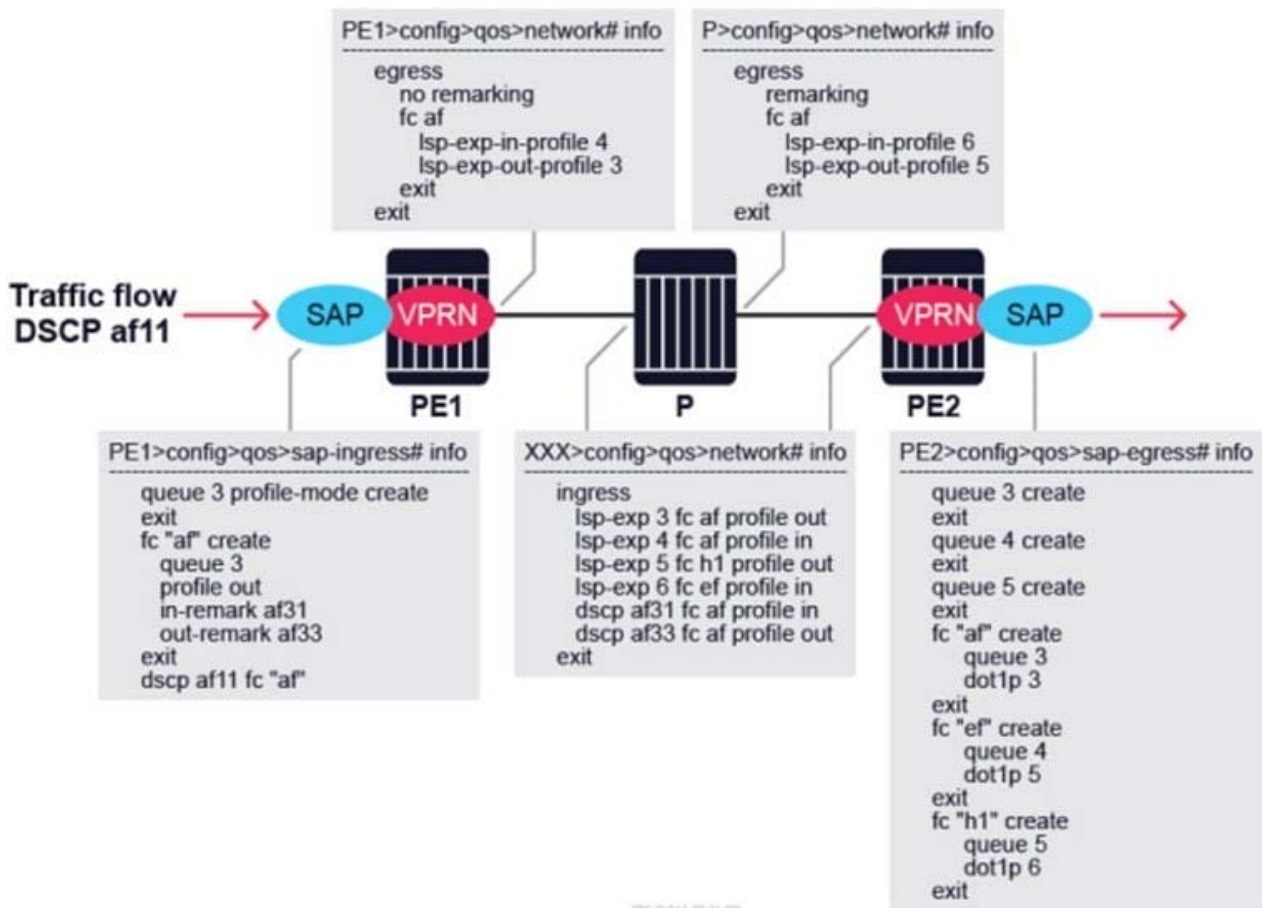 PE1>config>qos>network# info
egress
no remarking
fc af
lsp-exp-in-profile 4
lsp-exp-out-profile 3
exit
exit
P>config>qos>network# info
egress
remarking
fc af
lsp-exp-in-profile 6
lsp-exp-out-profile 5
exit
exit
Traffic flow
DSCP af11
SAP
VPRN
PE1
P
VPRN
SAP
PE2
PE1>config>qos>sap-ingress# info
queue 3 profile-mode create
exit
fc "af" create
queue 3
profile out
in-remark af31
out-remark af33
exit
dscp af11 fc "af"
XXX>config>qos>network# info
ingress
lsp-exp 3 fc af profile out
lsp-exp 4 fc af profile in
lsp-exp 5 fc h1 profile out
lsp-exp 6 fc ef profile in
dscp af31 fc af profile in
dscp af33 fc af profile out
exit
PE2>config>qos>sap-egress# info
queue 3 create
exit
queue 4 create
exit
queue 5 create
exit
fc "af" create
queue 3
dot1p 3
exit
fc "ef" create
queue 4
dot1p 5
exit
fc "h1" create
queue 5
dot1p 6
exit